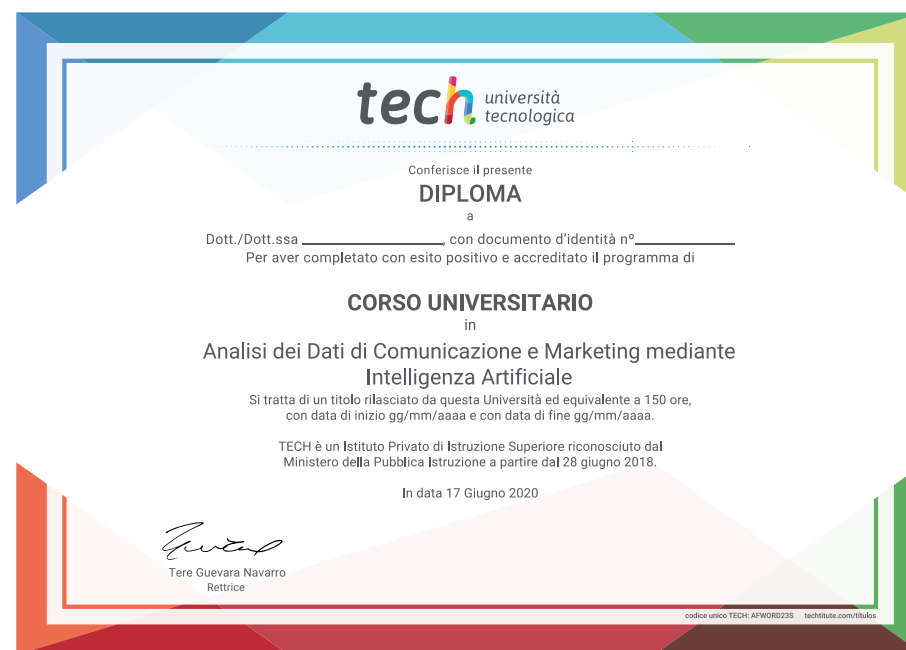 tech università
tecnologica
Conferisce il presente
DIPLOMA
a
Dott./Dott.ssa ____________________, con documento d'identità nº______________
Per aver completato con esito positivo e accreditato il programma di
CORSO UNIVERSITARIO
in
Analisi dei Dati di Comunicazione e Marketing mediante
Intelligenza Artificiale
Si tratta di un titolo rilasciato da questa Università ed equivalente a 150 ore,
con data di inizio gg/mm/aaaa e con data di fine gg/mm/aaaa.
TECH è un Istituto Privato di Istruzione Superiore riconosciuto dal
Ministero della Pubblica Istruzione a partire dal 28 giugno 2018.
In data 17 Giugno 2020
Tere Guevara Navarro
Rettrice
codice unico TECH: AFWORD23S techtitute.com/títulos